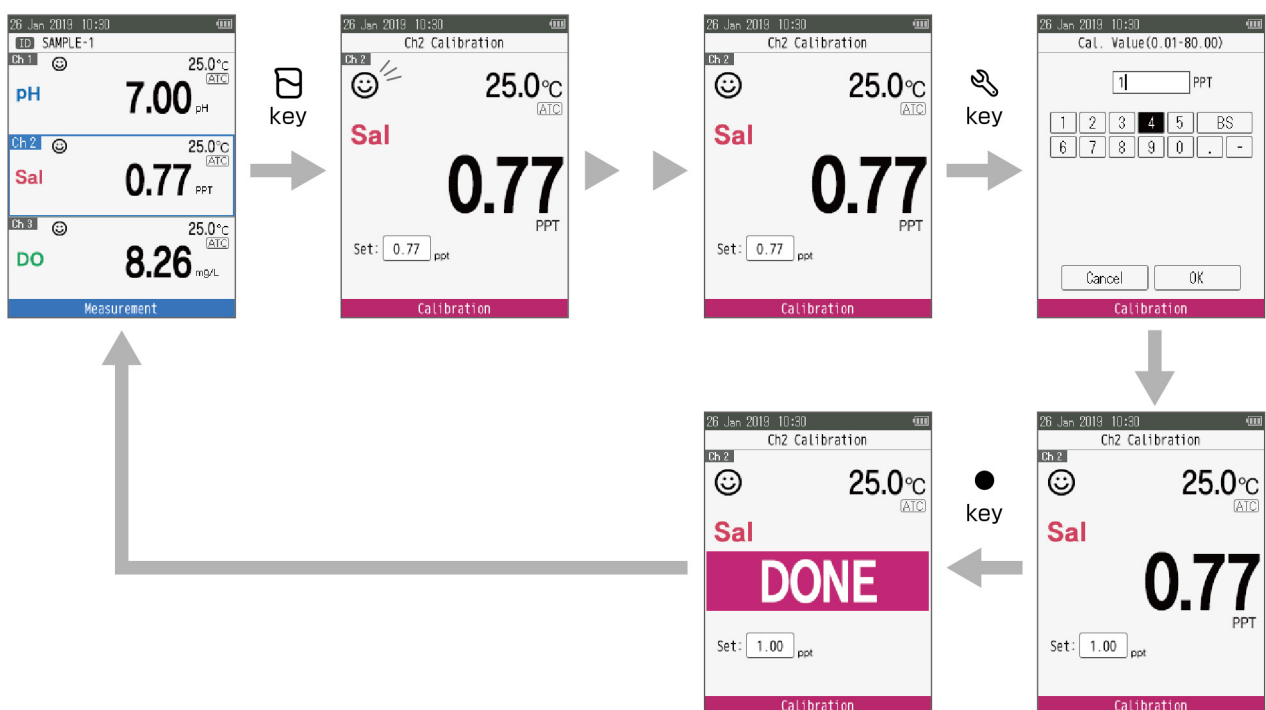 26 Jan 2019 10:30
ID SAMPLE-1
Ch 1 25.0°C
ATC
pH 7.00 pH
Ch 2 25.0°C
ATC
Sal 0.77 PPT
Ch 3 25.0°C
ATC
DO 8.26 mg/L
Measurement
key
26 Jan 2019 10:30
Ch2 Calibration
Ch 2
25.0°C
ATC
Sal
0.77
PPT
Set: 0.77 ppt
Calibration
26 Jan 2019 10:30
Ch2 Calibration
Ch 2
25.0°C
ATC
Sal
0.77
PPT
Set: 0.77 ppt
Calibration
key
26 Jan 2019 10:30
Cal. Value(0.01-80.00)
1 PPT
1 2 3 4 5 BS
6 7 8 9 0 . -
Cancel OK
Calibration
26 Jan 2019 10:30
Ch2 Calibration
Ch 2
25.0°C
ATC
Sal
0.77
PPT
Set: 1.00 ppt
Calibration
key
26 Jan 2019 10:30
Ch2 Calibration
Ch 2
25.0°C
ATC
Sal
DONE
Set: 1.00 ppt
Calibration